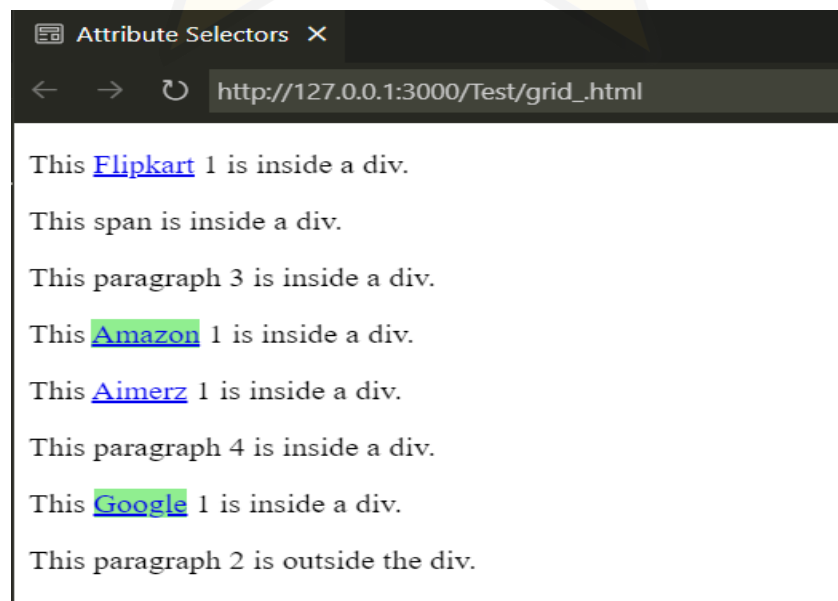 Attribute Selectors
http://127.0.0.1:3000/Test/grid_.html
This Flipkart 1 is inside a div.
This span is inside a div.
This paragraph 3 is inside a div.
This Amazon 1 is inside a div.
This Aimerz 1 is inside a div.
This paragraph 4 is inside a div.
This Google 1 is inside a div.
This paragraph 2 is outside the div.